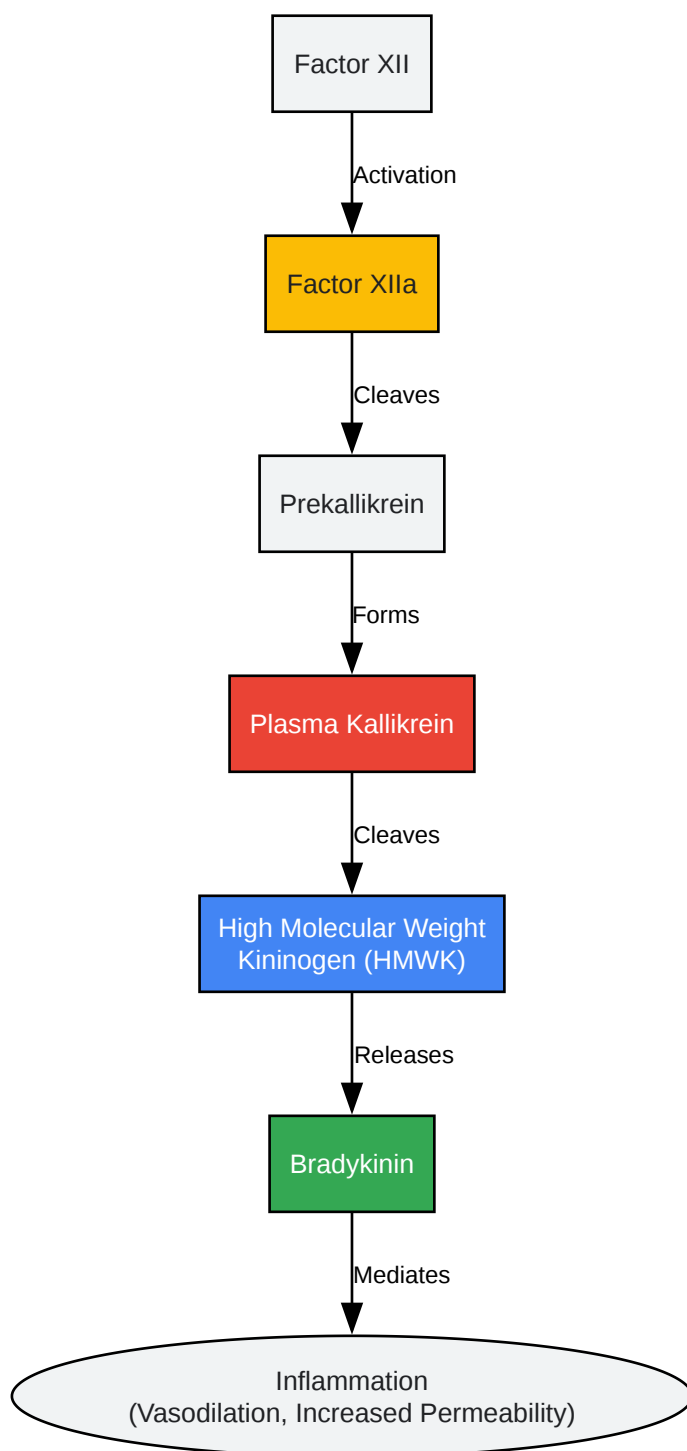 Factor XII
Activation
Factor XIIa
Cleaves
Prekallikrein
Forms
Plasma Kallikrein
Cleaves
High Molecular Weight
Kininogen (HMWK)
Releases
Bradykinin
Mediates
Inflammation
(Vasodilation, Increased Permeability)